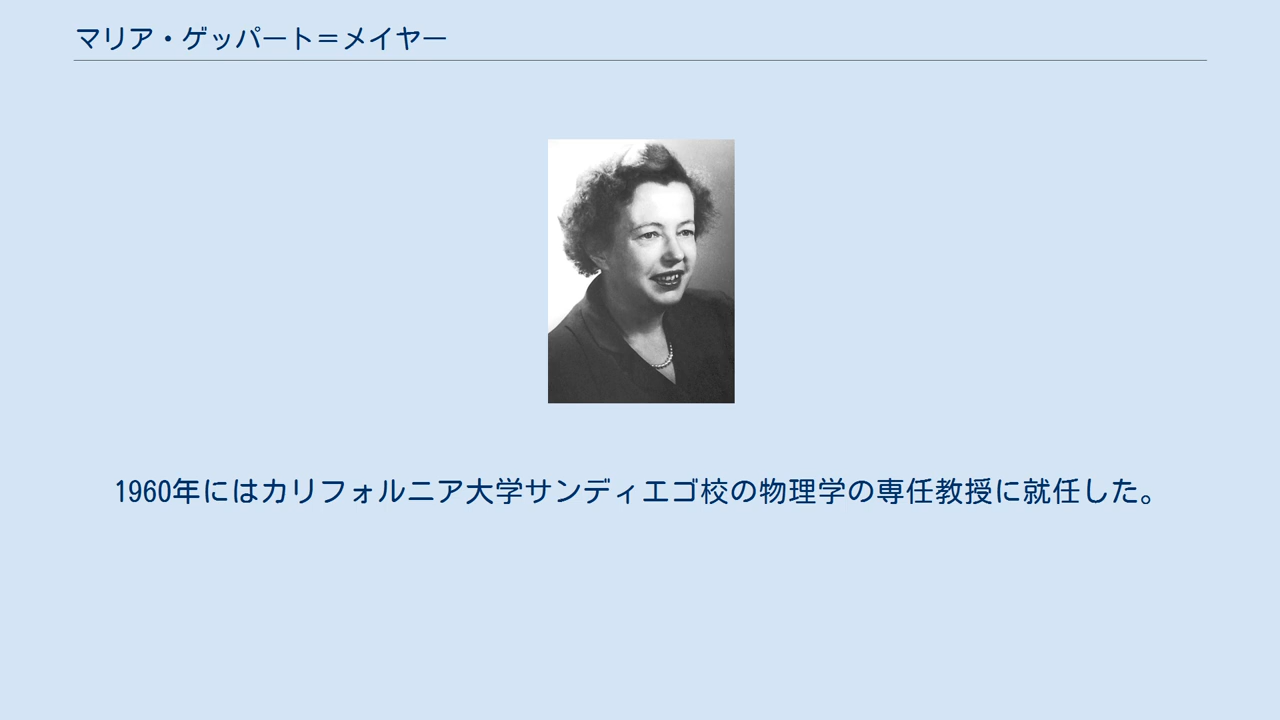 マリア・ゲッパート＝メイヤー
1960年にはカリフォルニア大学サンディエゴ校の物理学の専任教授に就任した。